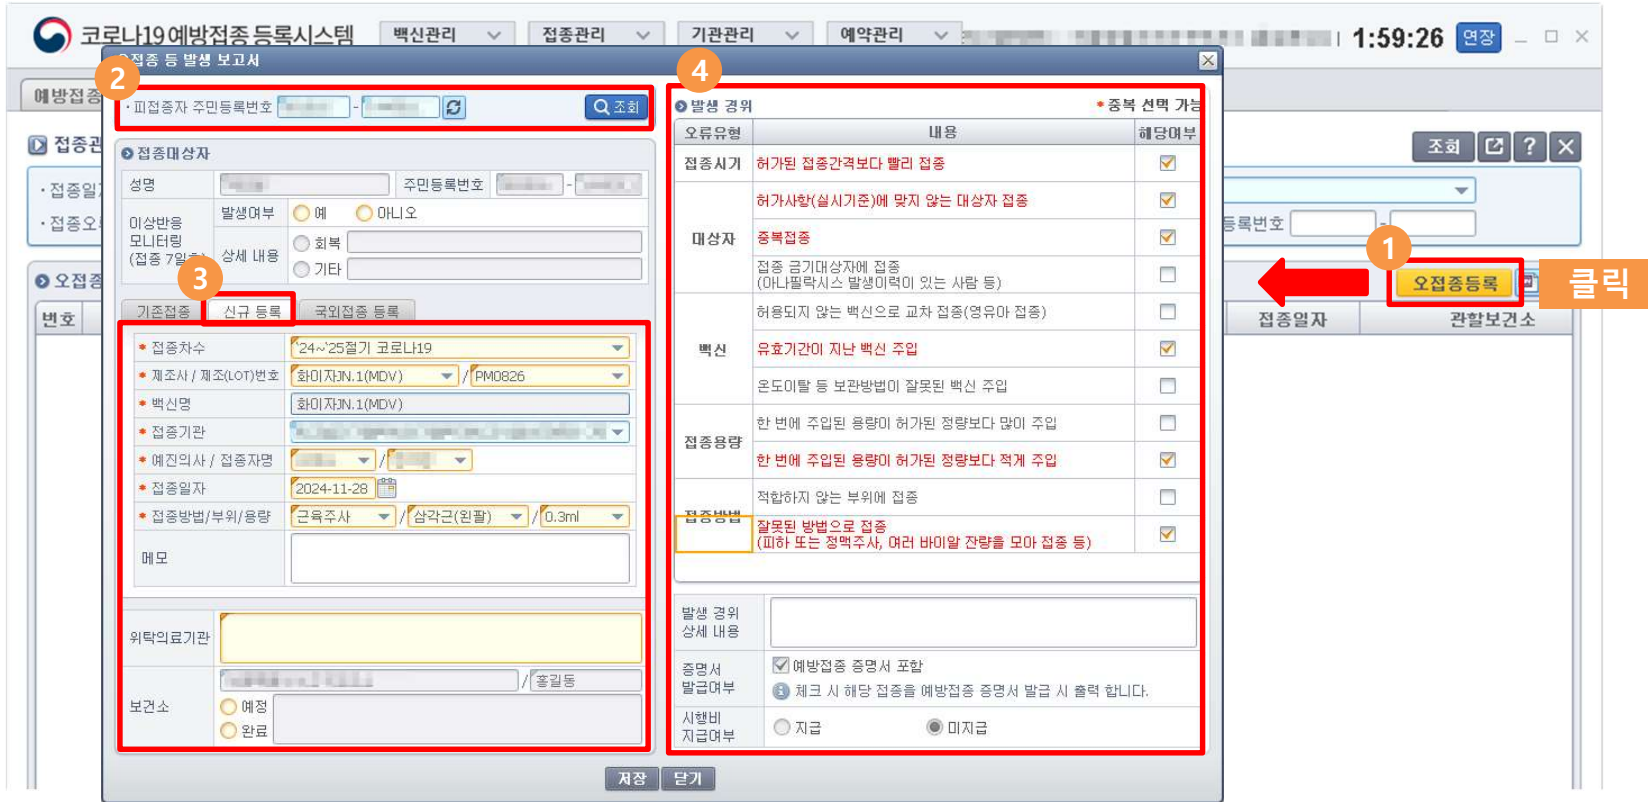 코로나19예방접종 등록시스템
백신관리
접종관리
기관관리
예약관리
1:59:26
연장
예방접종
접종관
조회
?
·접종일자
·접종오
등록번호
-
오접종
1
오접종등록
클릭
번호
접종일자
관할보건소
오접종 등 발생 보고서
2
·피접종자 주민등록번호
-
조회
접종대상자
성명
주민등록번호
-
이상반응
모니터링
(접종 7일후)
발생여부
예
아니오
상세 내용
회복
기타
3
기존접종
신규 등록
국외접종 등록
* 접종차수
'24~'25절기 코로나19
* 제조사 / 제조(LOT)번호
화이자JN.1(MDV) / PM0826
* 백신명
화이자JN.1(MDV)
* 접종기관
* 예진의사 / 접종자명
/
* 접종일자
2024-11-28
* 접종방법/부위/용량
근육주사 / 삼각근(왼팔) / 0.3ml
메모
위탁의료기관
보건소
/ 홍길동
예정
완료
4
발생 경위
*중복 선택 가능
오류유형 내용 해당여부
접종시기
허가된 접종간격보다 빨리 접종
대상자
허가사항(실시기준)에 맞지 않는 대상자 접종
중복접종
접종 금기대상자에 접종
(아나필락시스 발생이력이 있는 사람 등)
백신
허용되지 않는 백신으로 교차 접종(영유아 접종)
유효기간이 지난 백신 주입
온도이탈 등 보관방법이 잘못된 백신 주입
접종용량
한 번에 주입된 용량이 허가된 정량보다 많이 주입
한 번에 주입된 용량이 허가된 정량보다 적게 주입
접종방법
적합하지 않는 부위에 접종
잘못된 방법으로 접종
(피하 또는 정맥주사, 여러 바이알 잔량을 모아 접종 등)
발생 경위
상세 내용
증명서
발급여부
예방접종 증명서 포함
체크 시 해당 접종을 예방접종 증명서 발급 시 출력 합니다.
시행비
지급여부
지급
미지급
저장
닫기